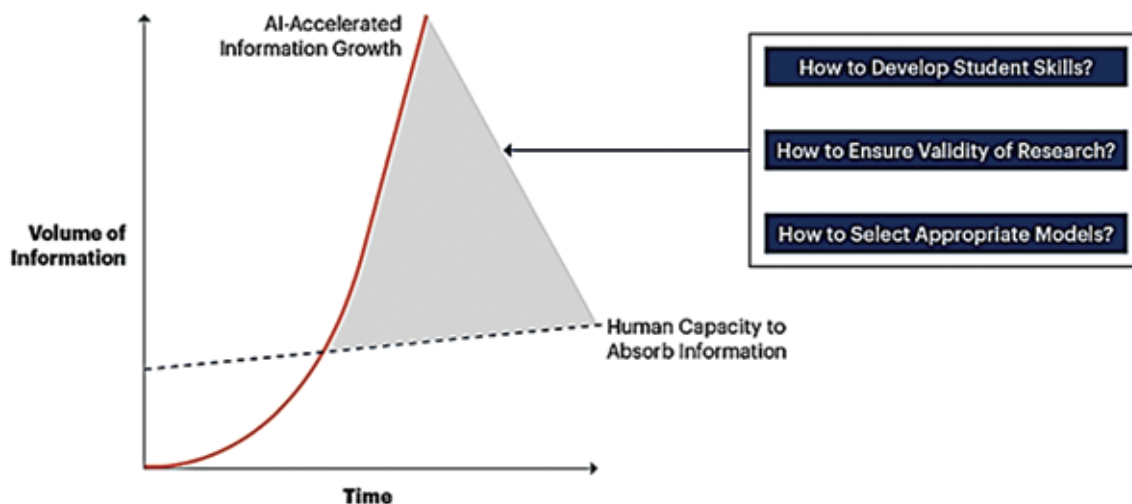 AI-Accelerated
Information Growth
How to Develop Student Skills?
How to Ensure Validity of Research?
How to Select Appropriate Models?
Volume of
Information
Human Capacity to
Absorb Information
Time